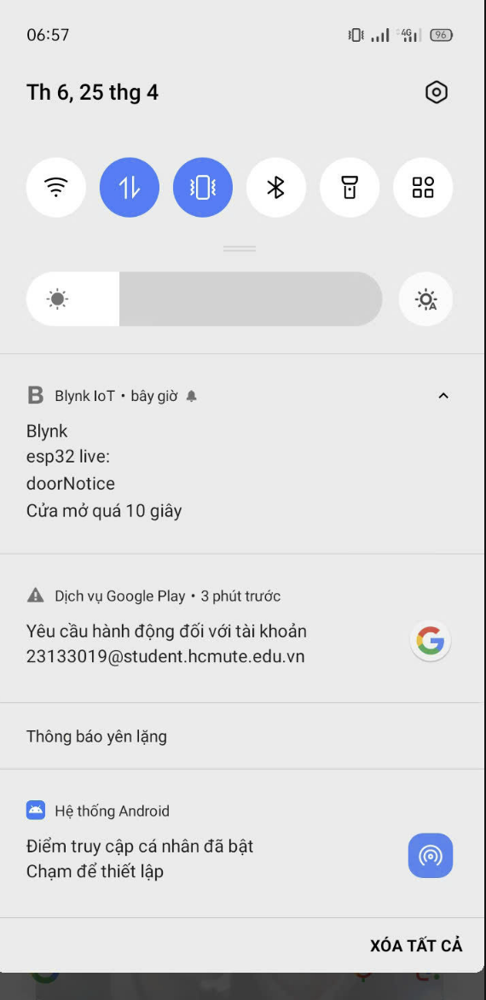 06:57
4G
96
Th 6, 25 thg 4
B Blynk IoT • bây giờ
Blynk
esp32 live:
doorNotice
Cửa mở quá 10 giây
Dịch vụ Google Play • 3 phút trước
Yêu cầu hành động đối với tài khoản
23133019@student.hcmute.edu.vn
Thông báo yên lặng
Hệ thống Android
Điểm truy cập cá nhân đã bật
Chạm để thiết lập
XÓA TẤT CẢ